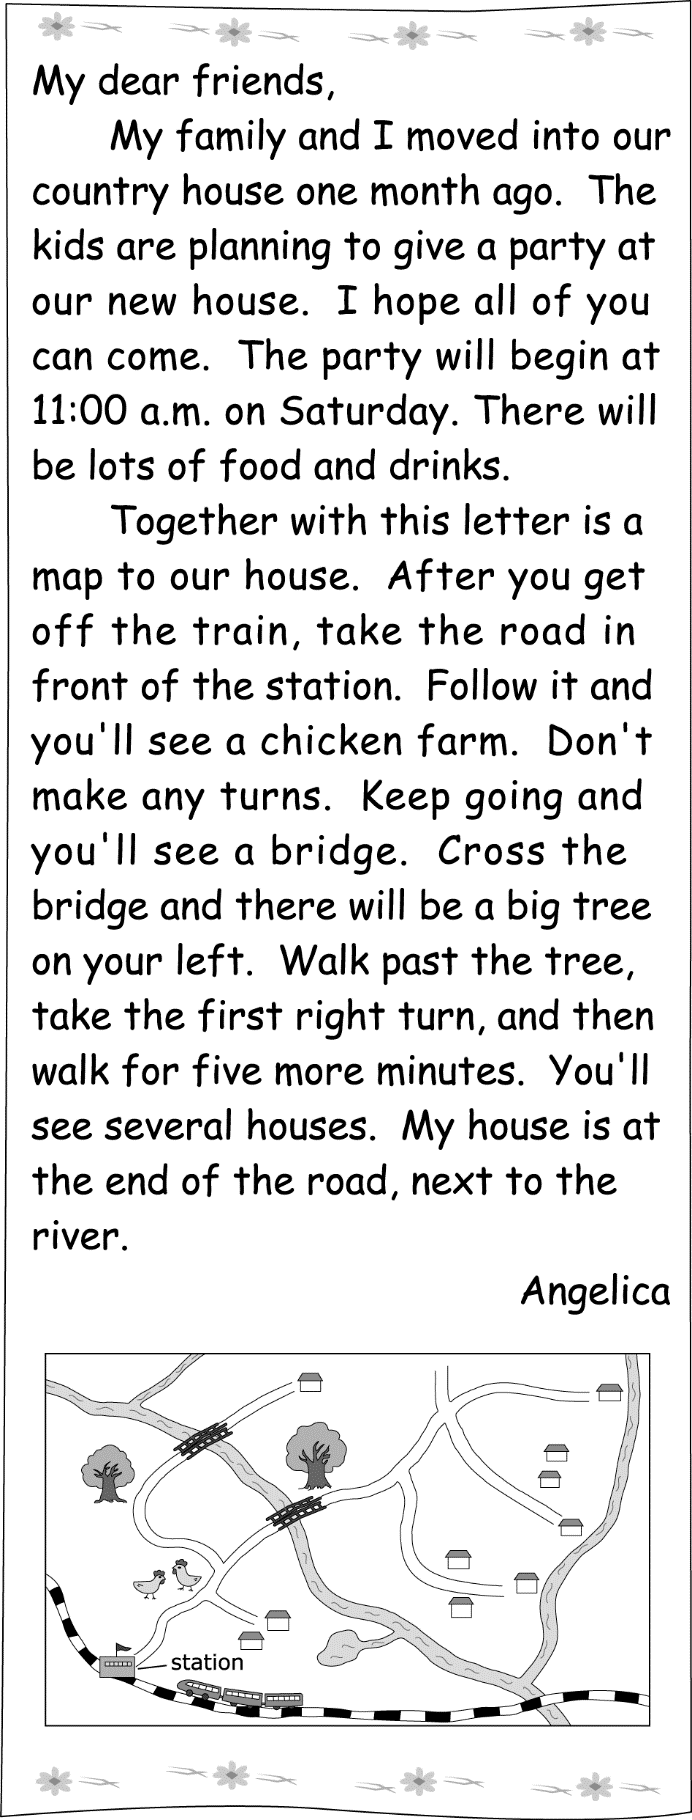 My dear friends,
My family and I moved into our
country house one month ago. The
kids are planning to give a party at
our new house. I hope all of you
can come. The party will begin at
11:00 a.m. on Saturday. There will
be lots of food and drinks.
Together with this letter is a
map to our house. After you get
off the train, take the road in
front of the station. Follow it and
you'll see a chicken farm. Don't
make any turns. Keep going and
you'll see a bridge. Cross the
bridge and there will be a big tree
on your left. Walk past the tree,
take the first right turn, and then
walk for five more minutes. You'll
see several houses. My house is at
the end of the road, next to the
river.
Angelica
station